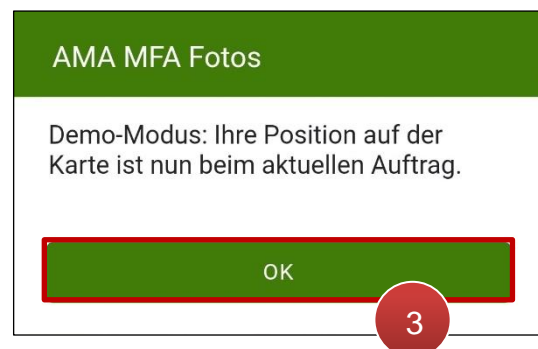 AMA MFA Fotos
Demo-Modus: Ihre Position auf der
Karte ist nun beim aktuellen Auftrag.
OK
3